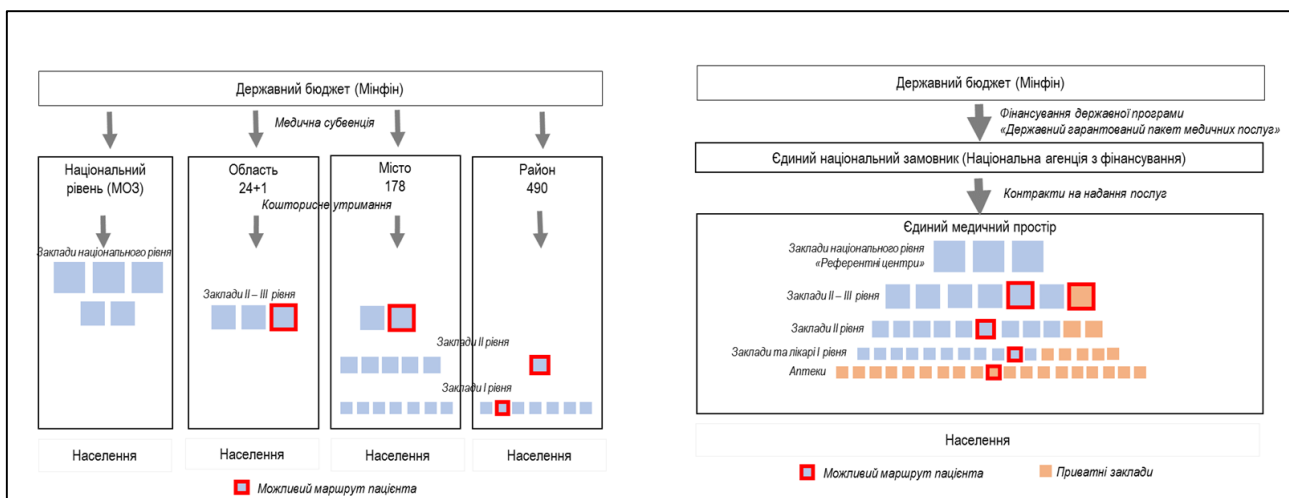 Державний бюджет (Мінфін)
Медична субвенція
Національний
рівень (МОЗ)
Область
24+1
Місто
178
Район
490
Кошторисне утримання
Заклади національного рівня
Заклади II – III рівня
Заклади II рівня
Заклади I рівня
Населення
Населення
Населення
Населення
Можливий маршрут пацієнта
Державний бюджет (Мінфін)
Фінансування державної програми
«Державний гарантований пакет медичних послуг»
Єдиний національний замовник (Національна агенція з фінансування)
Контракти на надання послуг
Єдиний медичний простір
Заклади національного рівня
«Референтні центри»
Заклади II – III рівня
Заклади II рівня
Заклади та лікарі I рівня
Аптеки
Населення
Можливий маршрут пацієнта
Приватні заклади